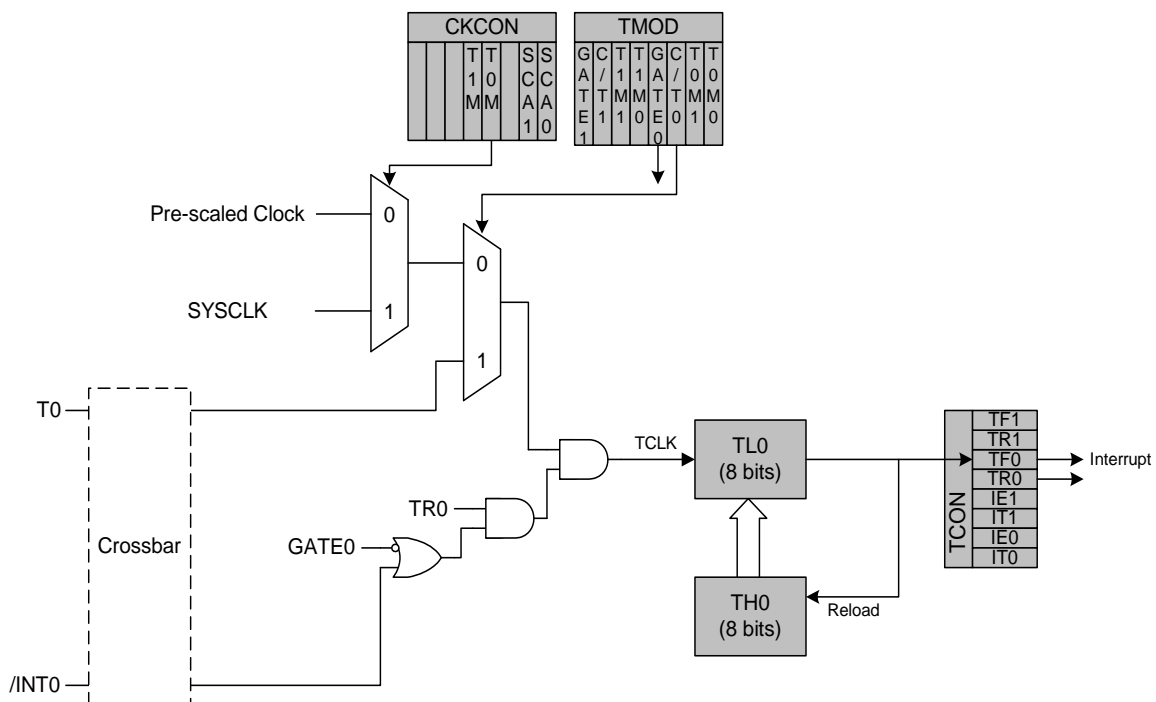 CKCON
T1M
T0M
SCA1
SCA0
TMOD
GATE1
C/T1
T1M1
T1M0
GATE0
C/T0
T0M1
T0M0
Pre-scaled Clock
0
SYSCLK
1
0
1
T0
Crossbar
/INT0
TR0
GATE0
TCLK
TL0
(8 bits)
TH0
(8 bits)
Reload
TCON
TF1
TR1
TF0
TR0
IE1
IT1
IE0
IT0
Interrupt